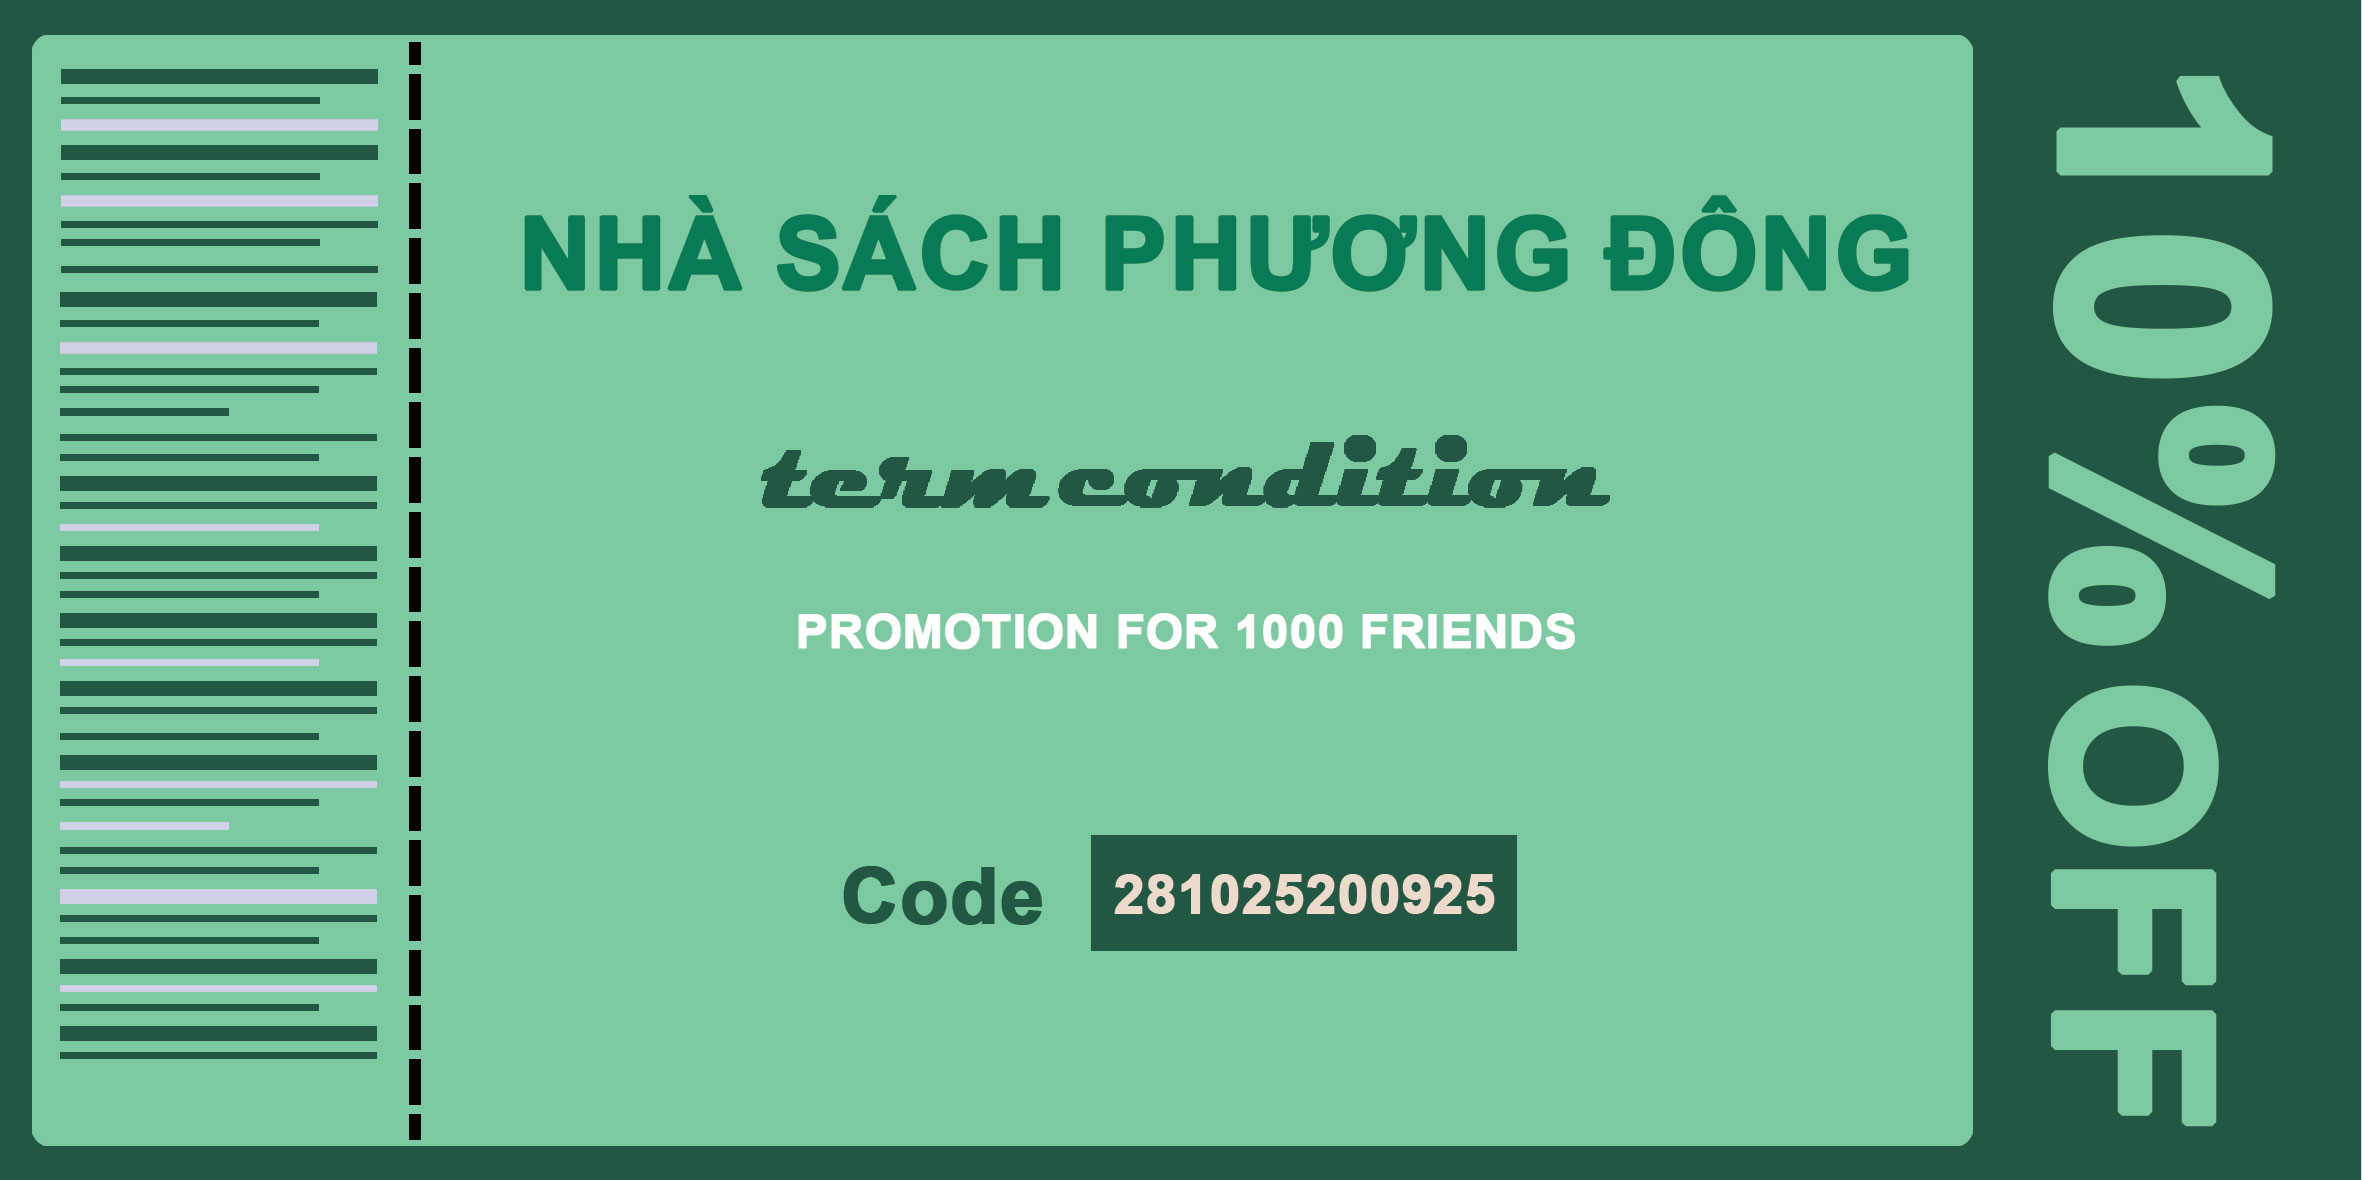 NHÀ SÁCH PHƯƠNG ĐÔNG
term condition
PROMOTION FOR 1000 FRIENDS
Code 281025200925
10% OFF